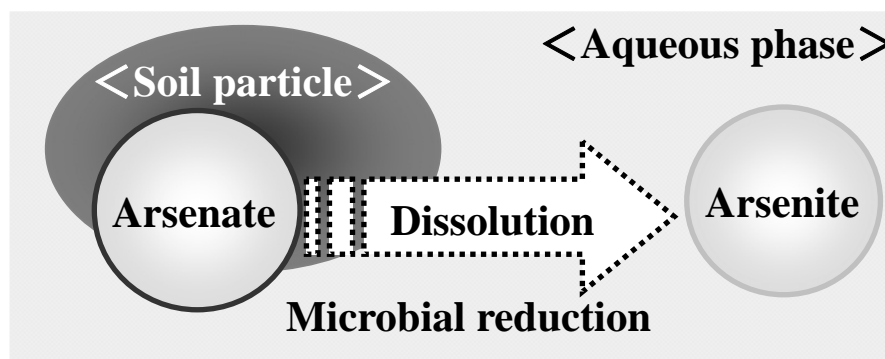 <Aqueous phase>
<Soil particle>
Arsenate
Dissolution
Arsenite
Microbial reduction